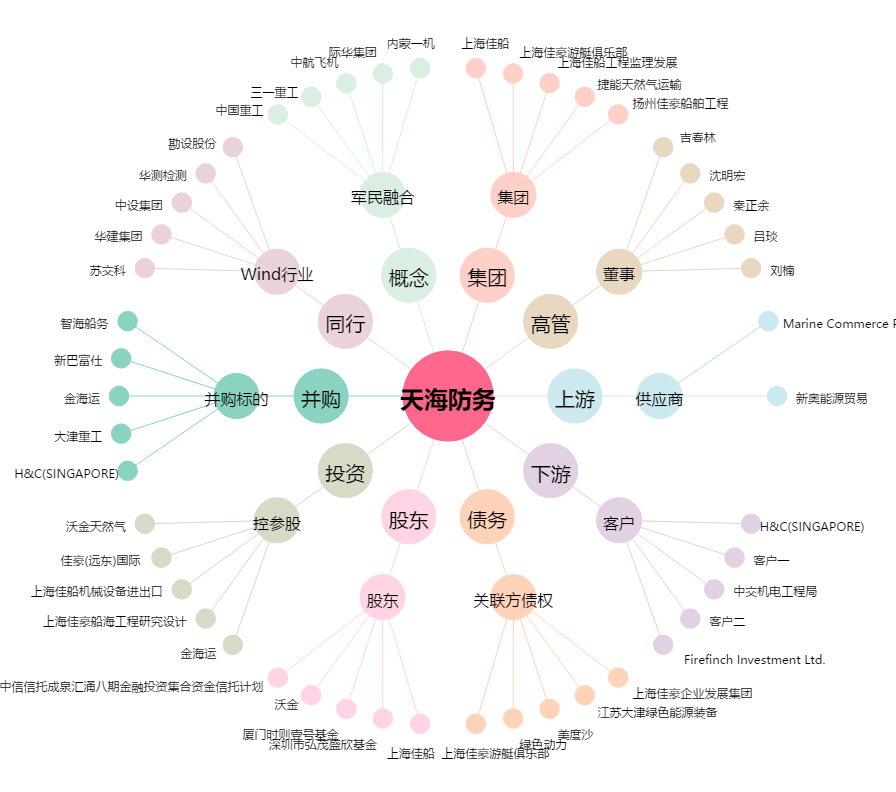 内蒙一机
际华集团
中航飞机
三一重工
中国重工
军民融合
概念
上海佳船
上海佳豪游艇俱乐部
上海佳船工程监理发展
捷能天然气运输
扬州佳豪船舶工程
集团
集团
勘设股份
华测检测
中设集团
华建集团
苏交科
Wind行业
同行
吉春林
沈明宏
秦正余
吕琰
刘楠
董事
高管
智海船务
新巴富仕
金海运
大津重工
H&C(SINGAPORE)
并购标的
并购
天海防务
上游
供应商
Marine Commerce
新奥能源贸易
投资
控参股
沃金天然气
佳豪(远东)国际
上海佳船机械设备进出口
上海佳豪船海工程研究设计
金海运
下游
客户
H&C(SINGAPORE)
客户一
中交机电工程局
客户二
Firefinch Investment Ltd.
股东
股东
中信信托成泉汇涌八期金融投资集合资金信托计划
沃金
厦门时则壹号基金
深圳市弘茂盛欣基金
上海佳船
债务
关联方债权
上海佳豪企业发展集团
江苏大津绿色能源装备
美度沙
绿色动力
上海佳豪游艇俱乐部